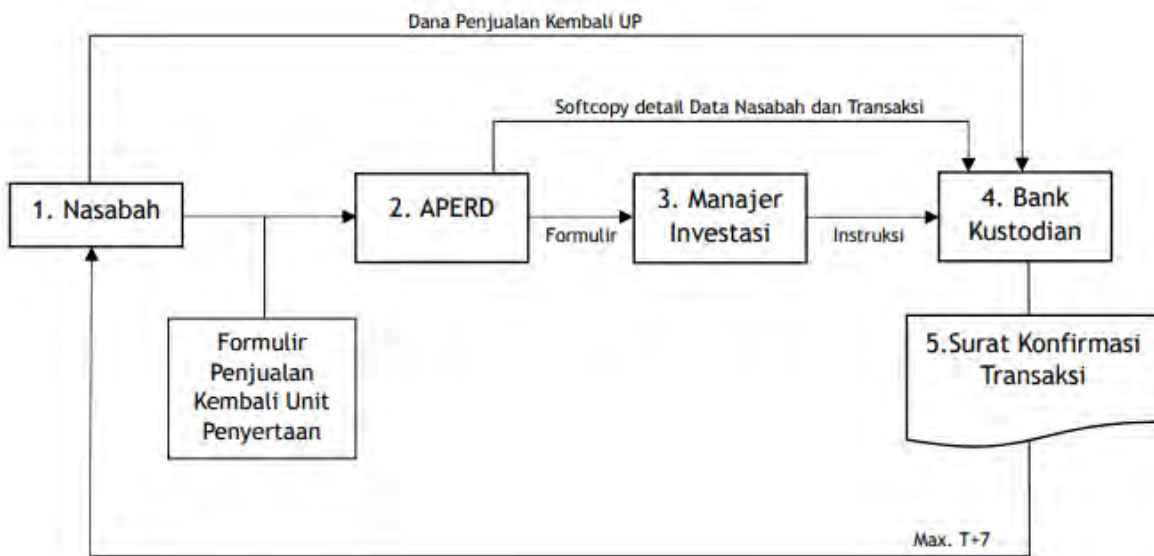 Dana Penjualan Kembali UP
Softcopy detail Data Nasabah dan Transaksi
1. Nasabah
2. APERD
Formulir
3. Manajer
Investasi
Instruksi
4. Bank
Kustodian
Formulir
Penjualan
Kembali Unit
Penyertaan
5.Surat Konfirmasi
Transaksi
Max. T+7